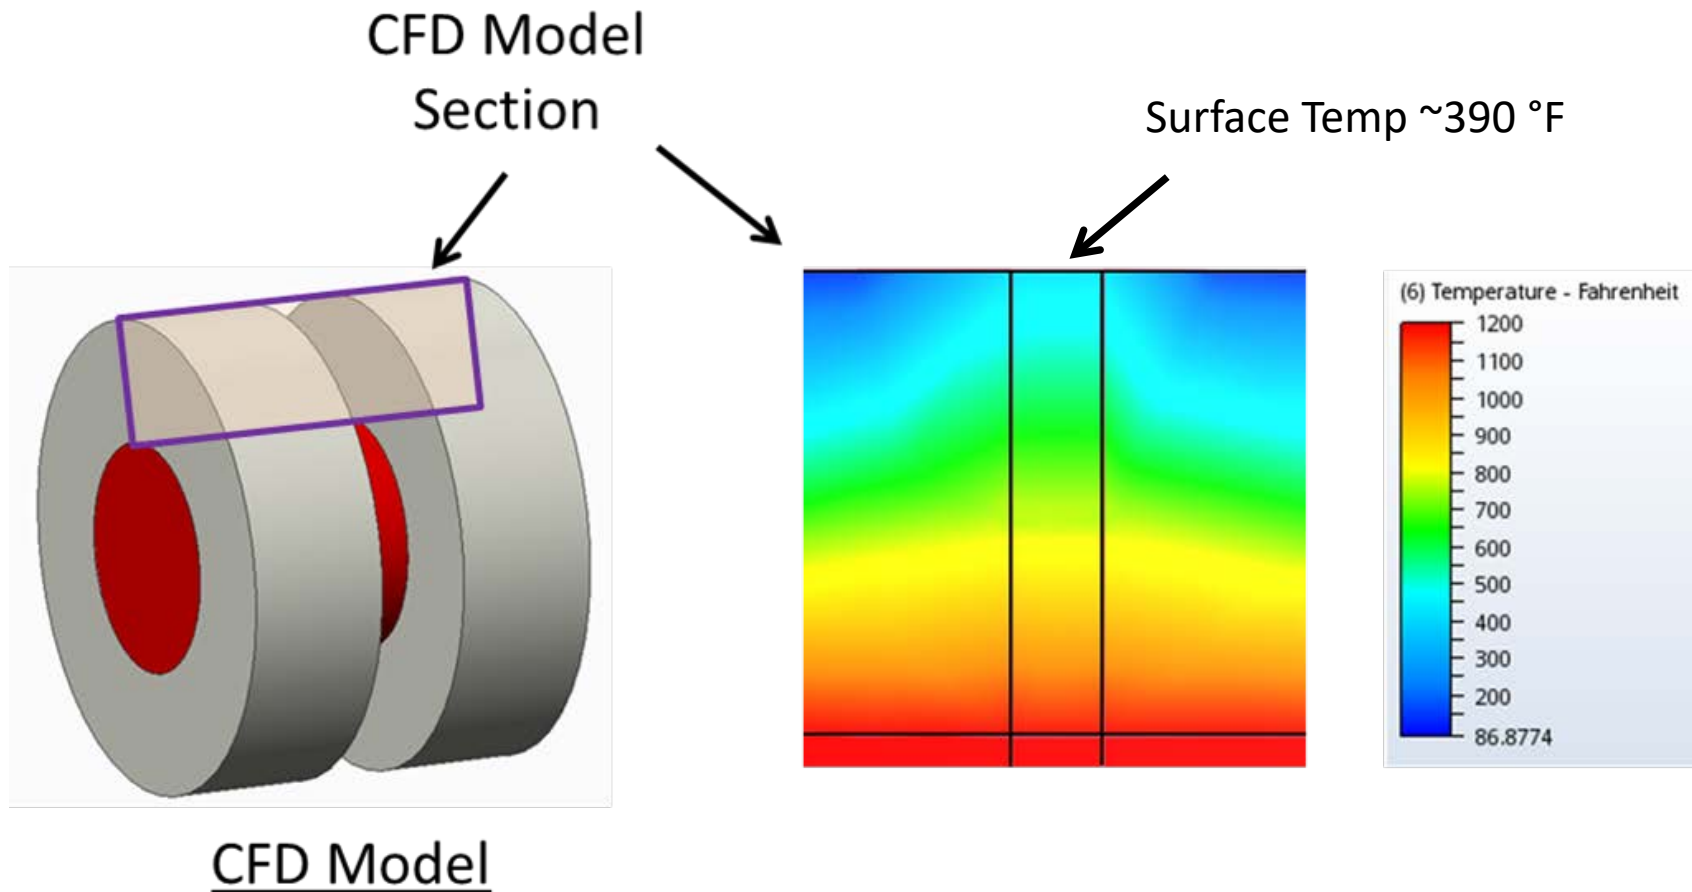 CFD Model
Section
Surface Temp ~390 °F
(6) Temperature - Fahrenheit
1200
1100
1000
900
800
700
600
500
400
300
200
86.8774
CFD Model